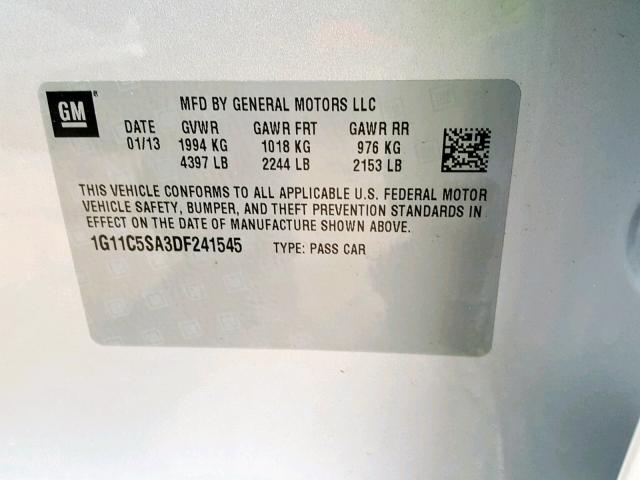 GM ®
MFD BY GENERAL MOTORS LLC
DATE GVWR GAWR FRT GAWR RR
01/13 1994 KG 1018 KG 976 KG
4397 LB 2244 LB 2153 LB
THIS VEHICLE CONFORMS TO ALL APPLICABLE U.S. FEDERAL MOTOR
VEHICLE SAFETY, BUMPER, AND THEFT PREVENTION STANDARDS IN
EFFECT ON THE DATE OF MANUFACTURE SHOWN ABOVE.
1G11C5SA3DF241545 TYPE: PASS CAR